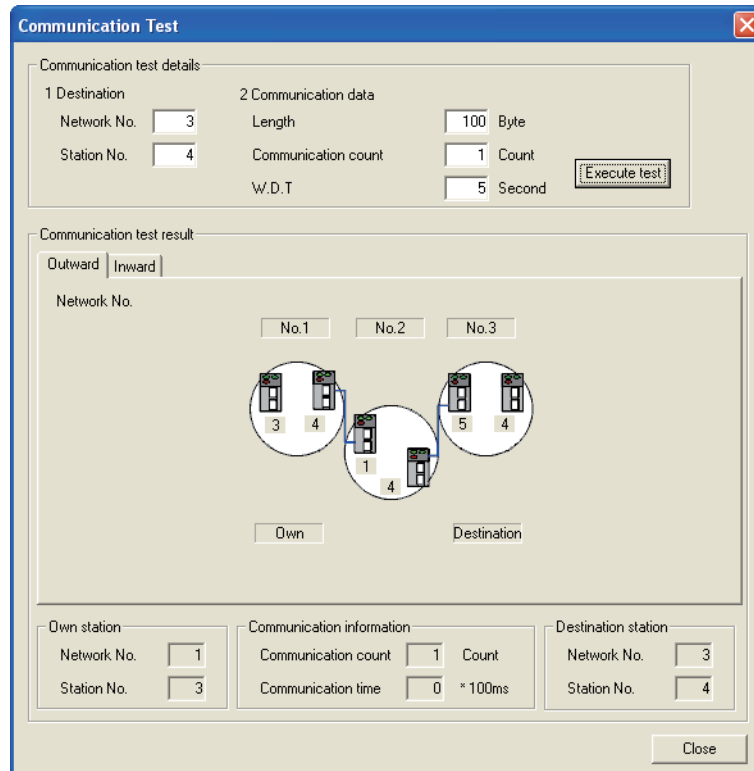 Communication Test
Communication test details
1 Destination 2 Communication data
Network No. 3 Length 100 Byte
Station No. 4 Communication count 1 Count
W.D.T 5 Second
Execute test
Communication test result
Outward Inward
Network No.
No.1 No.2 No.3
3 4 5 4
1
4
Own Destination
Own station Communication information Destination station
Network No. 1 Communication count 1 Count Network No. 3
Station No. 3 Communication time 0 * 100ms Station No. 4
Close